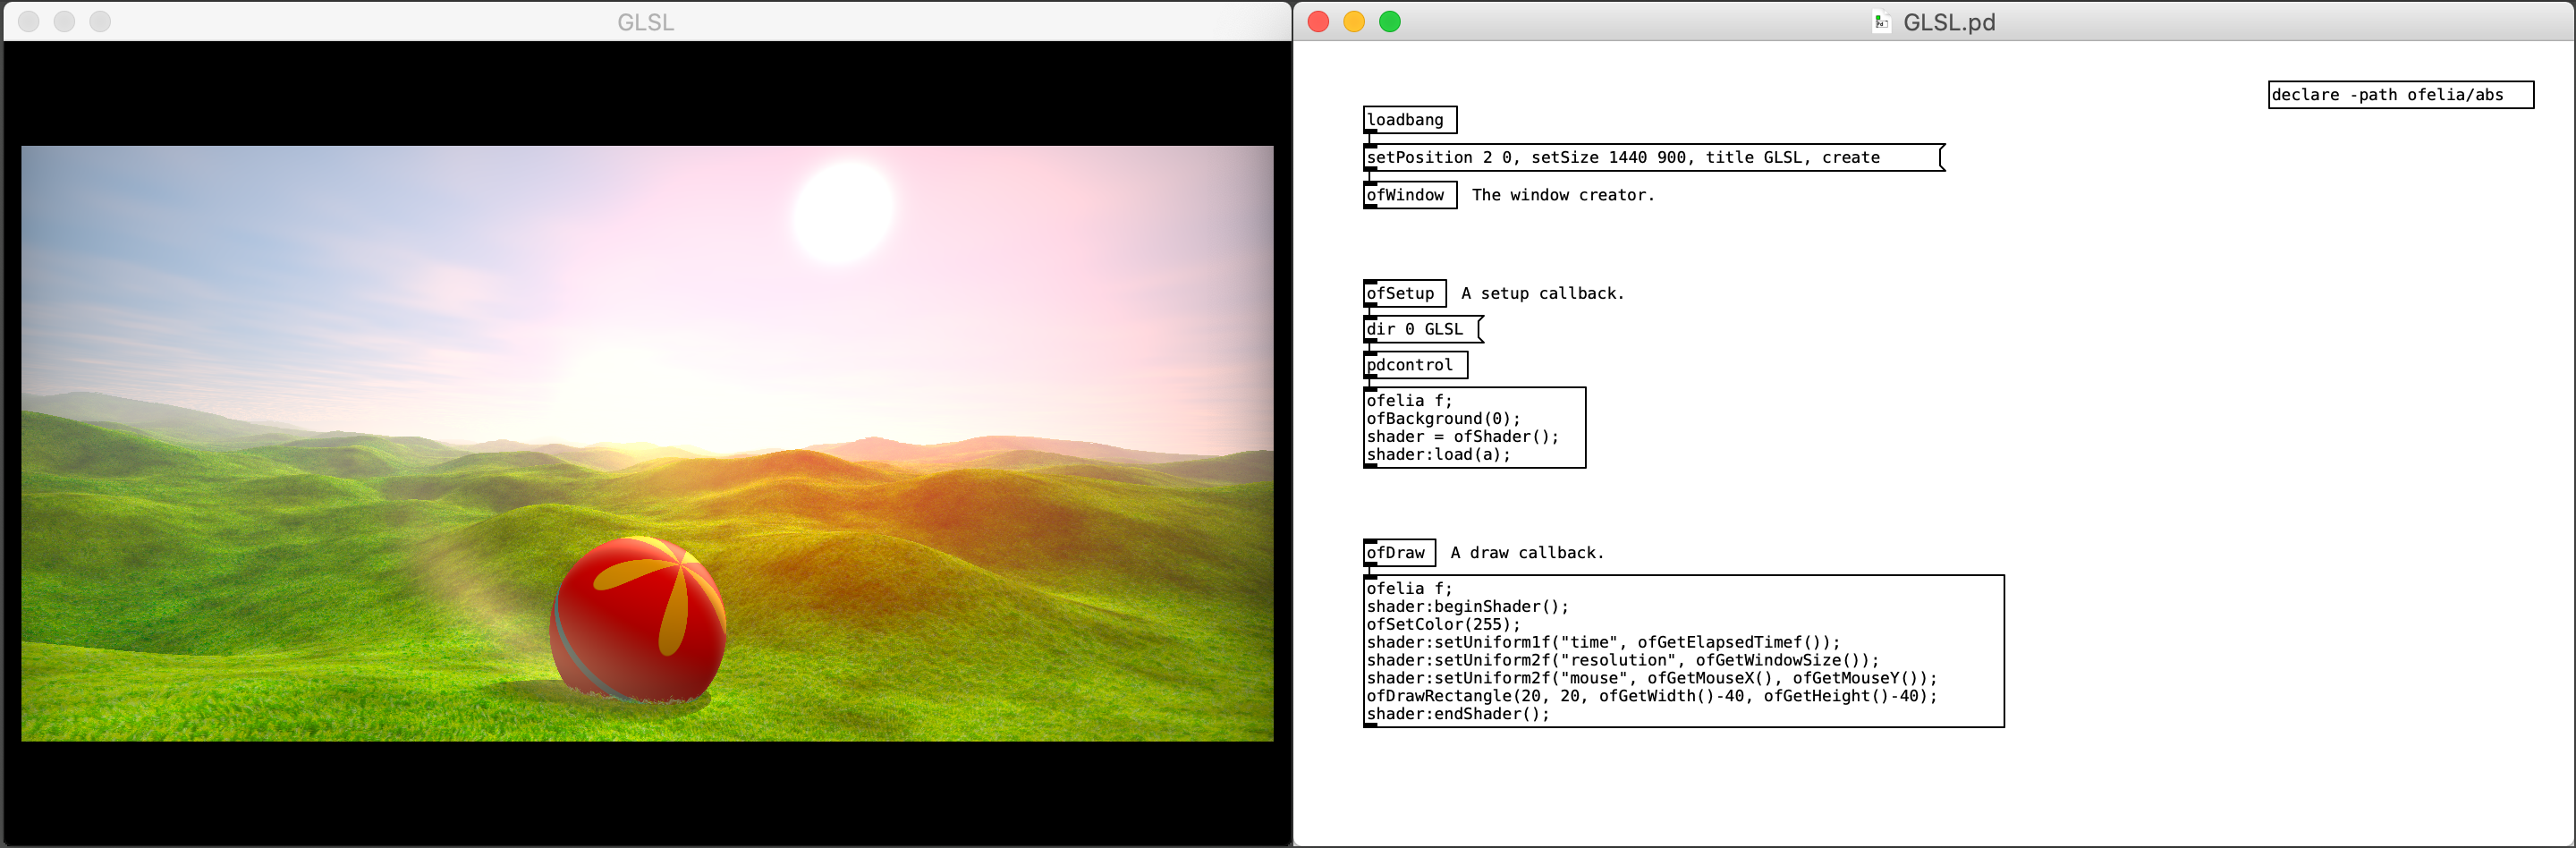 GLSL
GLSL.pd
declare -path ofelia/abs
loadbang
setPosition 2 0, setSize 1440 900, title GLSL, create
ofWindow The window creator.
ofSetup A setup callback.
dir 0 GLSL
pdcontrol
ofelia f;
ofBackground(0);
shader = ofShader();
shader:load(a);
ofDraw A draw callback.
ofelia f;
shader:beginShader();
ofSetColor(255);
shader:setUniform1f("time", ofGetElapsedTimef());
shader:setUniform2f("resolution", ofGetWindowSize());
shader:setUniform2f("mouse", ofGetMouseX(), ofGetMouseY());
ofDrawRectangle(20, 20, ofGetWidth()-40, ofGetHeight()-40);
shader:endShader();